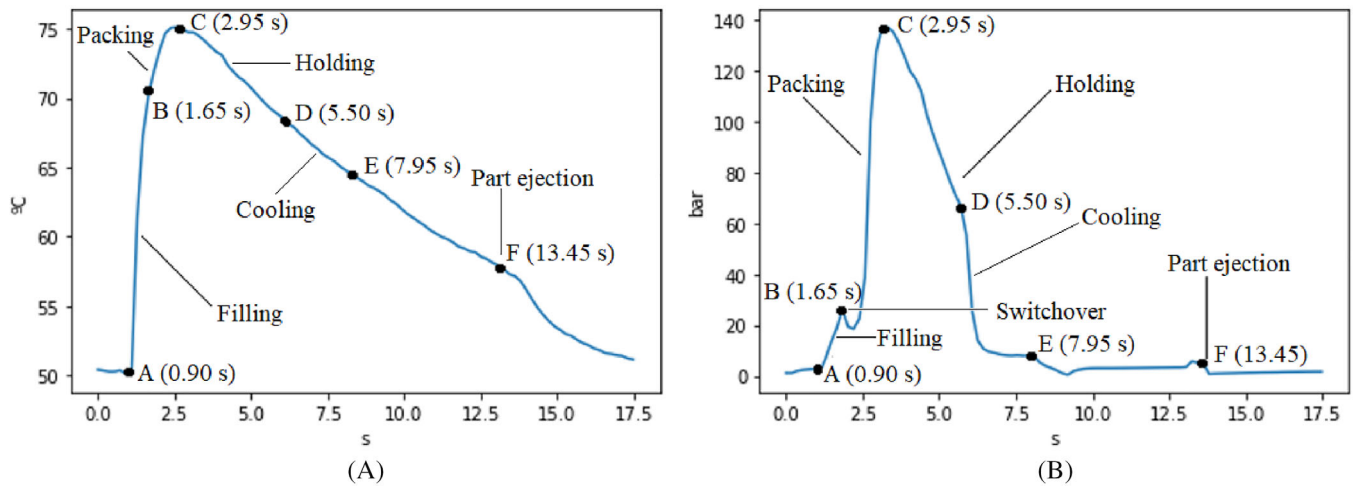 75
70
65
60
55
50
ºC
0.0 2.5 5.0 7.5 10.0 12.5 15.0 17.5
s
Packing
C (2.95 s)
Holding
B (1.65 s)
D (5.50 s)
E (7.95 s)
Cooling
Part ejection
F (13.45 s)
Filling
A (0.90 s)
(A)
140
120
100
80
60
40
20
0
bar
0.0 2.5 5.0 7.5 10.0 12.5 15.0 17.5
s
C (2.95 s)
Packing
Holding
D (5.50 s)
Cooling
B (1.65 s)
Switchover
Part ejection
Filling
E (7.95 s)
F (13.45)
A (0.90 s)
(B)